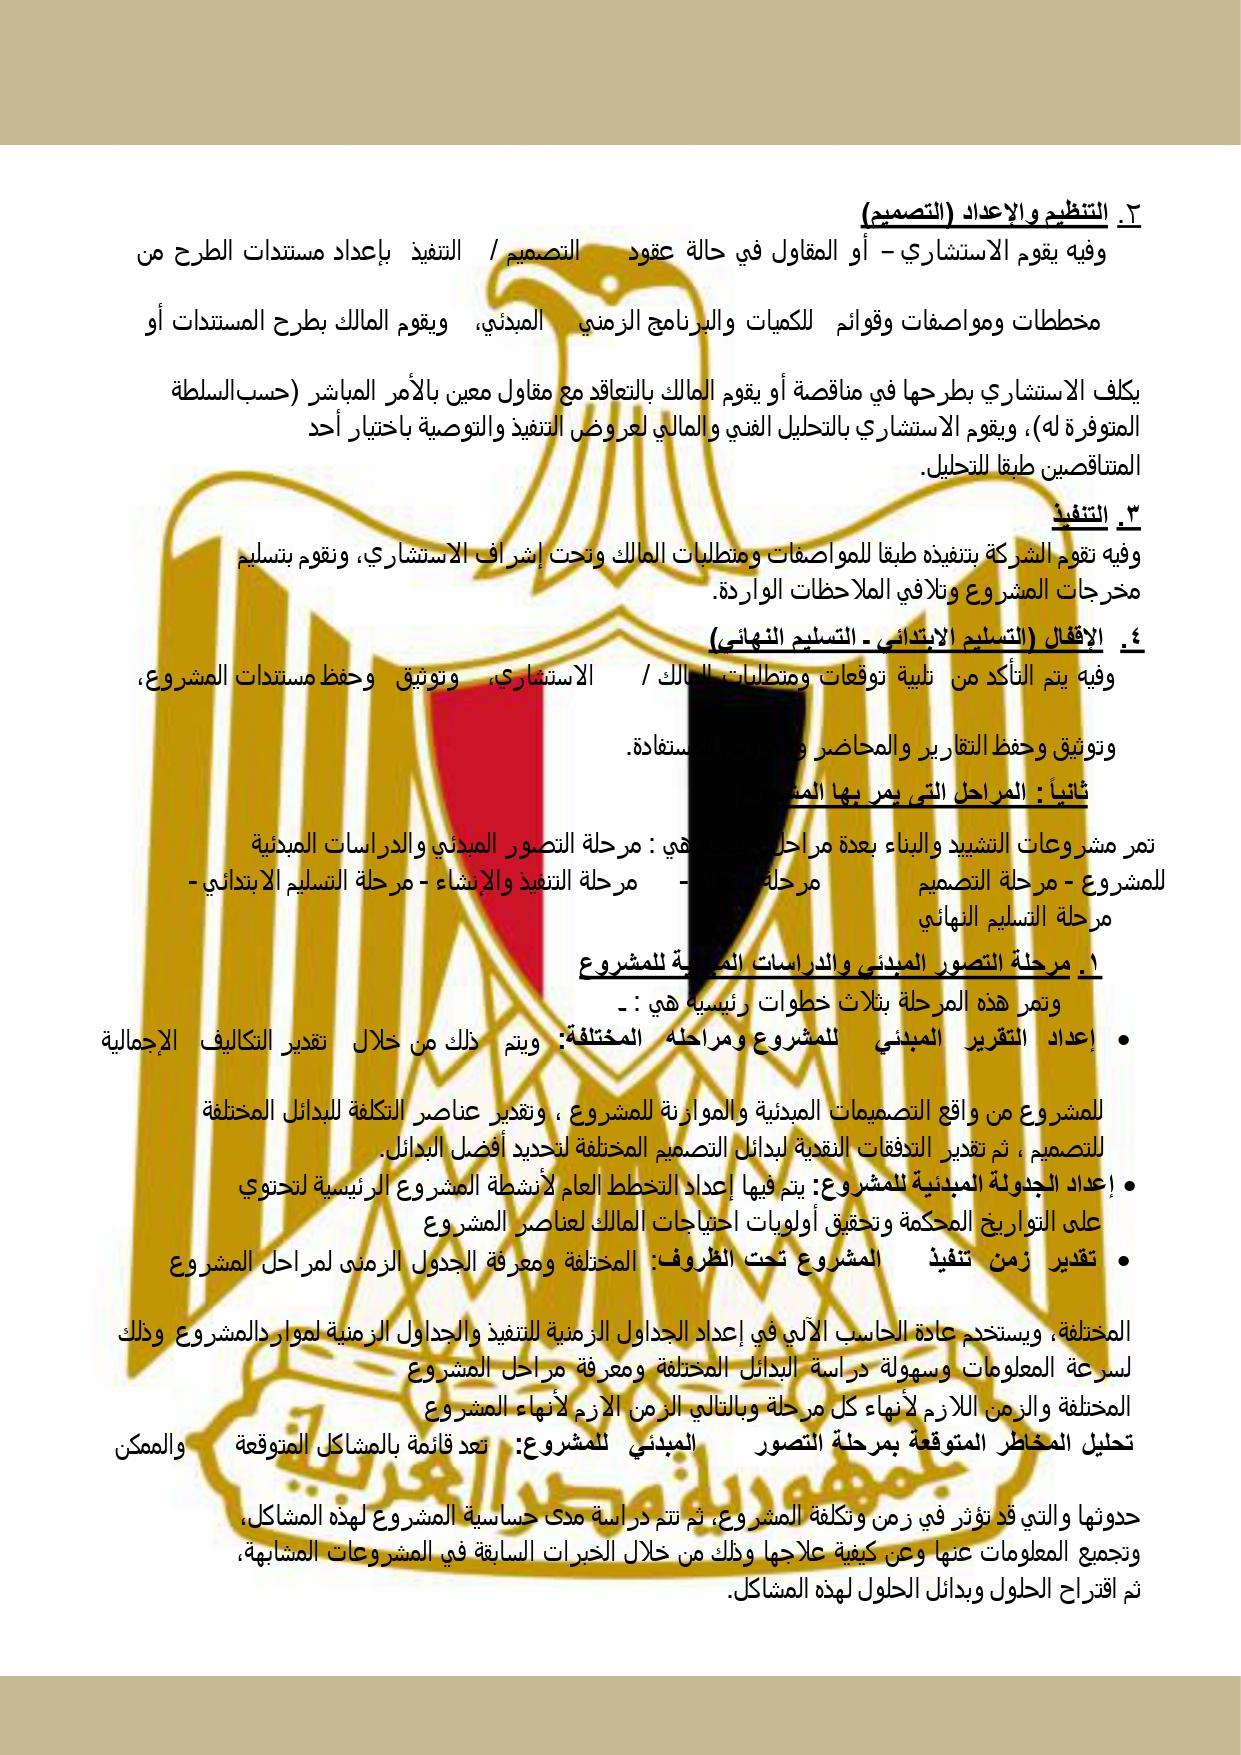 ٢. التنظيم والإعداد (التصميم)
وفيه يقوم الاستشاري – أو المقاول في حالة عقود التصميم / التنفيذ بإعداد مستندات الطرح من
مخططات ومواصفات وقوائم للكميات والبرنامج الزمني المبدئي، ويقوم المالك بطرح المستندات أو
يكلف الاستشاري بطرحها في مناقصة أو يقوم المالك بالتعاقد مع مقاول معين بالأمر المباشر (حسب السلطة
المتوفرة له)، ويقوم الاستشاري بالتحليل الفني والمالي لعروض التنفيذ والتوصية باختيار أحد
المتناقصين طبقا للتحليل.
٣. التنفيذ
وفيه تقوم الشركة بتنفيذه طبقا للمواصفات ومتطلبات المالك وتحت إشراف الاستشاري، ونقوم بتسليم
مخرجات المشروع وتلافي الملاحظات الواردة.
٤. الإقفال (التسليم الابتدائي ـ التسليم النهائي)
وفيه يتم التأكد من تلبية توقعات ومتطلبات المالك / الاستشاري، وتوثيق وحفظ مستندات المشروع،
وتوثيق وحفظ التقارير والمحاضر والدروس المستفادة.
ثانياً : المراحل التى يمر بها المشروع
تمر مشروعات التشييد والبناء بعدة مراحل هي : مرحلة التصور المبدئي والدراسات المبدئية
للمشروع - مرحلة التصميم مرحلة - مرحلة التنفيذ والإنشاء - مرحلة التسليم الابتدائي -
مرحلة التسليم النهائي
١. مرحلة التصور المبدئي والدراسات المبدئية للمشروع
وتمر هذه المرحلة بثلاث خطوات رئيسية هي : ـ
• إعداد التقرير المبدئي للمشروع ومراحله المختلفة: ويتم ذلك من خلال تقدير التكاليف الإجمالية
للمشروع من واقع التصميمات المبدئية والموازنة للمشروع ، وتقدير عناصر التكلفة للبدائل المختلفة
للتصميم ، ثم تقدير التدفقات النقدية لبدائل التصميم المختلفة لتحديد أفضل البدائل.
• إعداد الجدولة المبدئية للمشروع: يتم فيها إعداد التخطط العام لأنشطة المشروع الرئيسية لتحتوي
على التواريخ المحكمة وتحقيق أولويات احتياجات المالك لعناصر المشروع
• تقدير زمن تنفيذ المشروع تحت الظروف: المختلفة ومعرفة الجدول الزمنى لمراحل المشروع
المختلفة، ويستخدم عادة الحاسب الآلي في إعداد الجداول الزمنية للتنفيذ والجداول الزمنية لموارد المشروع وذلك
لسرعة المعلومات وسهولة دراسة البدائل المختلفة ومعرفة مراحل المشروع
المختلفة والزمن اللازم لأنهاء كل مرحلة وبالتالي الزمن الازم لأنهاء المشروع
تحليل المخاطر المتوقعة بمرحلة التصور المبدئي للمشروع: تعد قائمة بالمشاكل المتوقعة والممكن
حدوثها والتي قد تؤثر في زمن وتكلفة المشروع، ثم تتم دراسة مدى حساسية المشروع لهذه المشاكل،
وتجميع المعلومات عنها وعن كيفية علاجها وذلك من خلال الخبرات السابقة في المشروعات المشابهة،
ثم اقتراح الحلول وبدائل الحلول لهذه المشاكل.
جمهورية مصر العربية